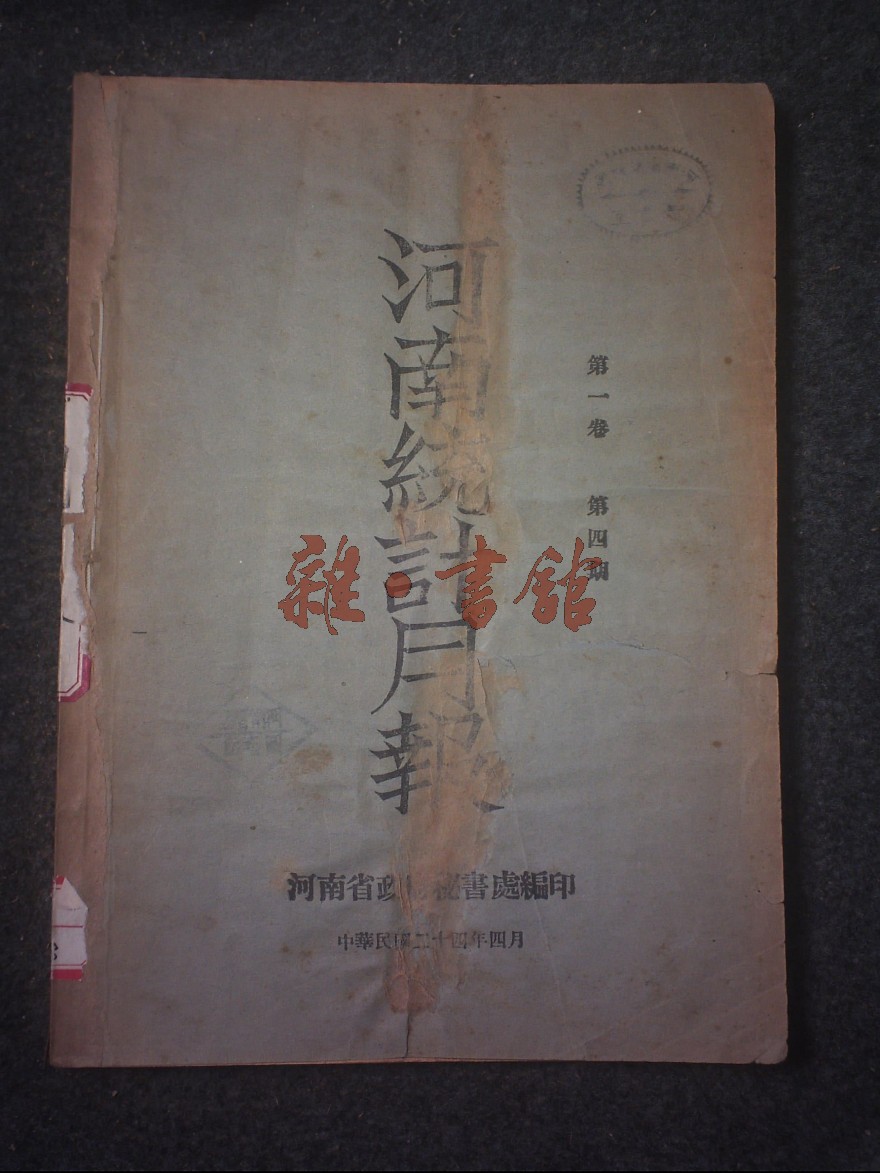 河南統計月報
第一卷 第四期
雜·書館
河南省政府秘書處編印
中華民國二十四年四月